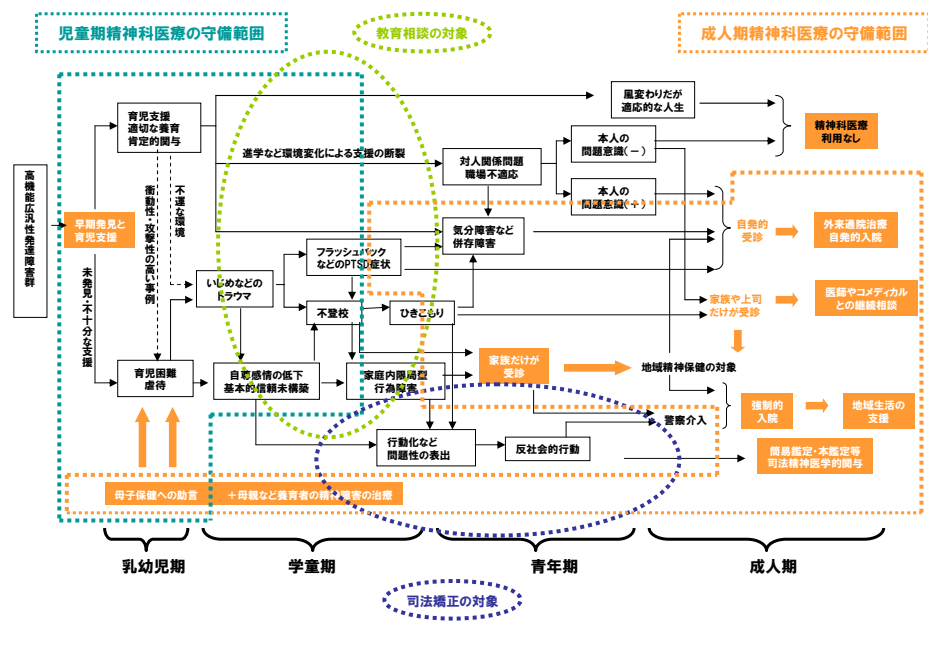 児童期精神科医療の守備範囲
教育相談の対象
成人期精神科医療の守備範囲
高機能広汎性発達障害群
早期発見と
育児支援
未発見・不十分な支援
育児支援
適切な養育
肯定的関与
衝動性・攻撃性の高い事例
不運な環境
育児困難
虐待
進学など環境変化による支援の断裂
いじめなどの
トラウマ
フラッシュバック
などのPTSD症状
不登校
ひきこもり
自尊感情の低下
基本的信頼未構築
家庭内限局型
行為障害
行動化など
問題性の表出
反社会的行動
対人関係問題
職場不適応
気分障害など
併存障害
風変わりだが
適応的な人生
本人の
問題意識(-)
本人の
問題意識(+)
精神科医療
利用なし
自発的
受診
外来通院治療
自発的入院
家族や上司
だけが受診
医師やコメディカル
との継続相談
家族だけが
受診
地域精神保健の対象
警察介入
強制的
入院
地域生活の
支援
簡易鑑定・本鑑定等
司法精神医学的関与
母子保健への助言 +母親など養育者の精神障害の治療
乳幼児期
学童期
青年期
成人期
司法矯正の対象